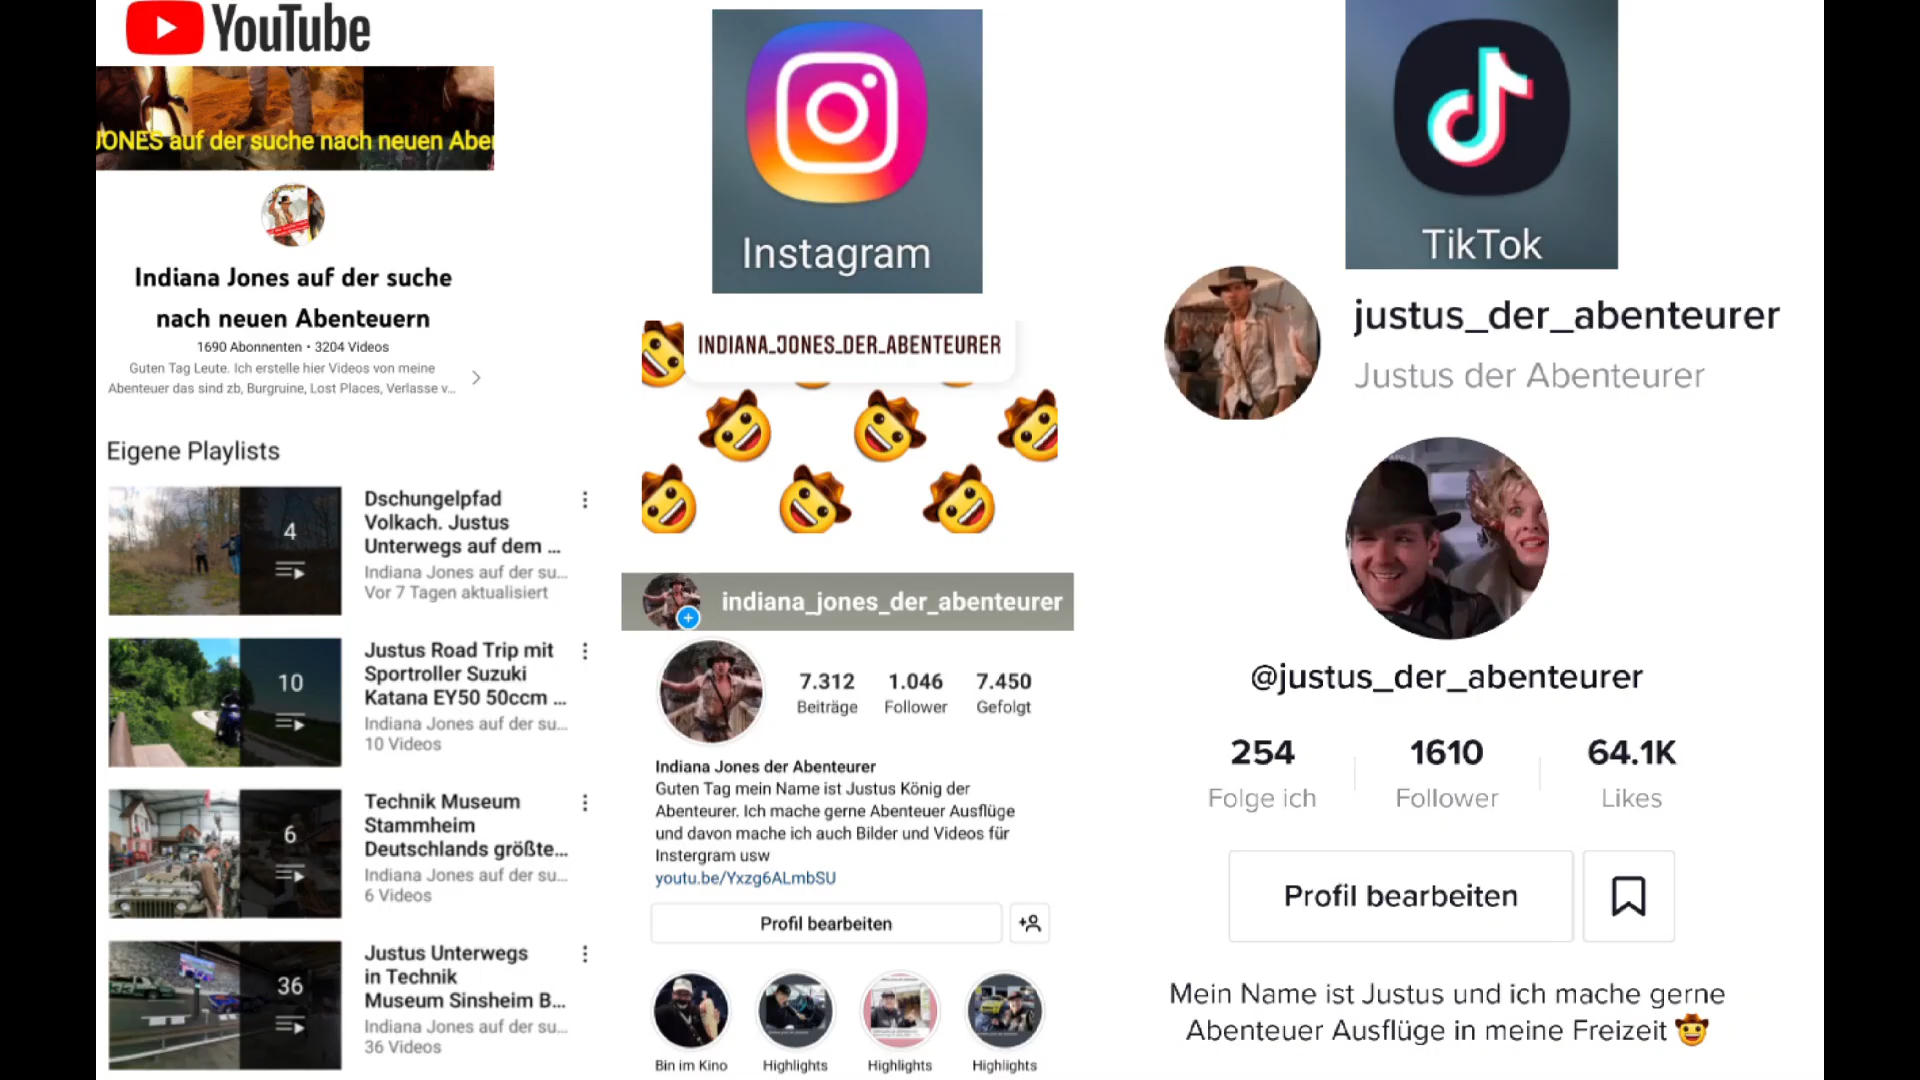 YouTube
JONES auf der suche nach neuen Aben
Indiana Jones auf der suche
nach neuen Abenteuern
1690 Abonnenten • 3204 Videos
Guten Tag Leute. Ich erstelle hier Videos von meine
Abenteuer das sind zb, Burgruine, Lost Places, Verlasse v...
Eigene Playlists
4
Dschungelpfad
Volkach. Justus
Unterwegs auf dem ...
Indiana Jones auf der su...
Vor 7 Tagen aktualisiert
10
Justus Road Trip mit
Sportroller Suzuki
Katana EY50 50ccm ...
Indiana Jones auf der su...
10 Videos
6
Technik Museum
Stammheim
Deutschlands größte...
Indiana Jones auf der su...
6 Videos
36
Justus Unterwegs
in Technik
Museum Sinsheim B...
Indiana Jones auf der su...
36 Videos
Instagram
INDIANA_JONES_DER_ABENTEURER
indiana_jones_der_abenteurer
7.312 1.046 7.450
Beiträge Follower Gefolgt
Indiana Jones der Abenteurer
Guten Tag mein Name ist Justus König der
Abenteurer. Ich mache gerne Abenteuer Ausflüge
und davon mache ich auch Bilder und Videos für
Instergram usw
youtu.be/Yxzg6ALmbSU
Profil bearbeiten
Bin im Kino Highlights Highlights Highlights
TikTok
justus_der_abenteurer
Justus der Abenteurer
@justus_der_abenteurer
254 1610 64.1K
Folge ich Follower Likes
Profil bearbeiten
Mein Name ist Justus und ich mache gerne
Abenteuer Ausflüge in meine Freizeit 🤠